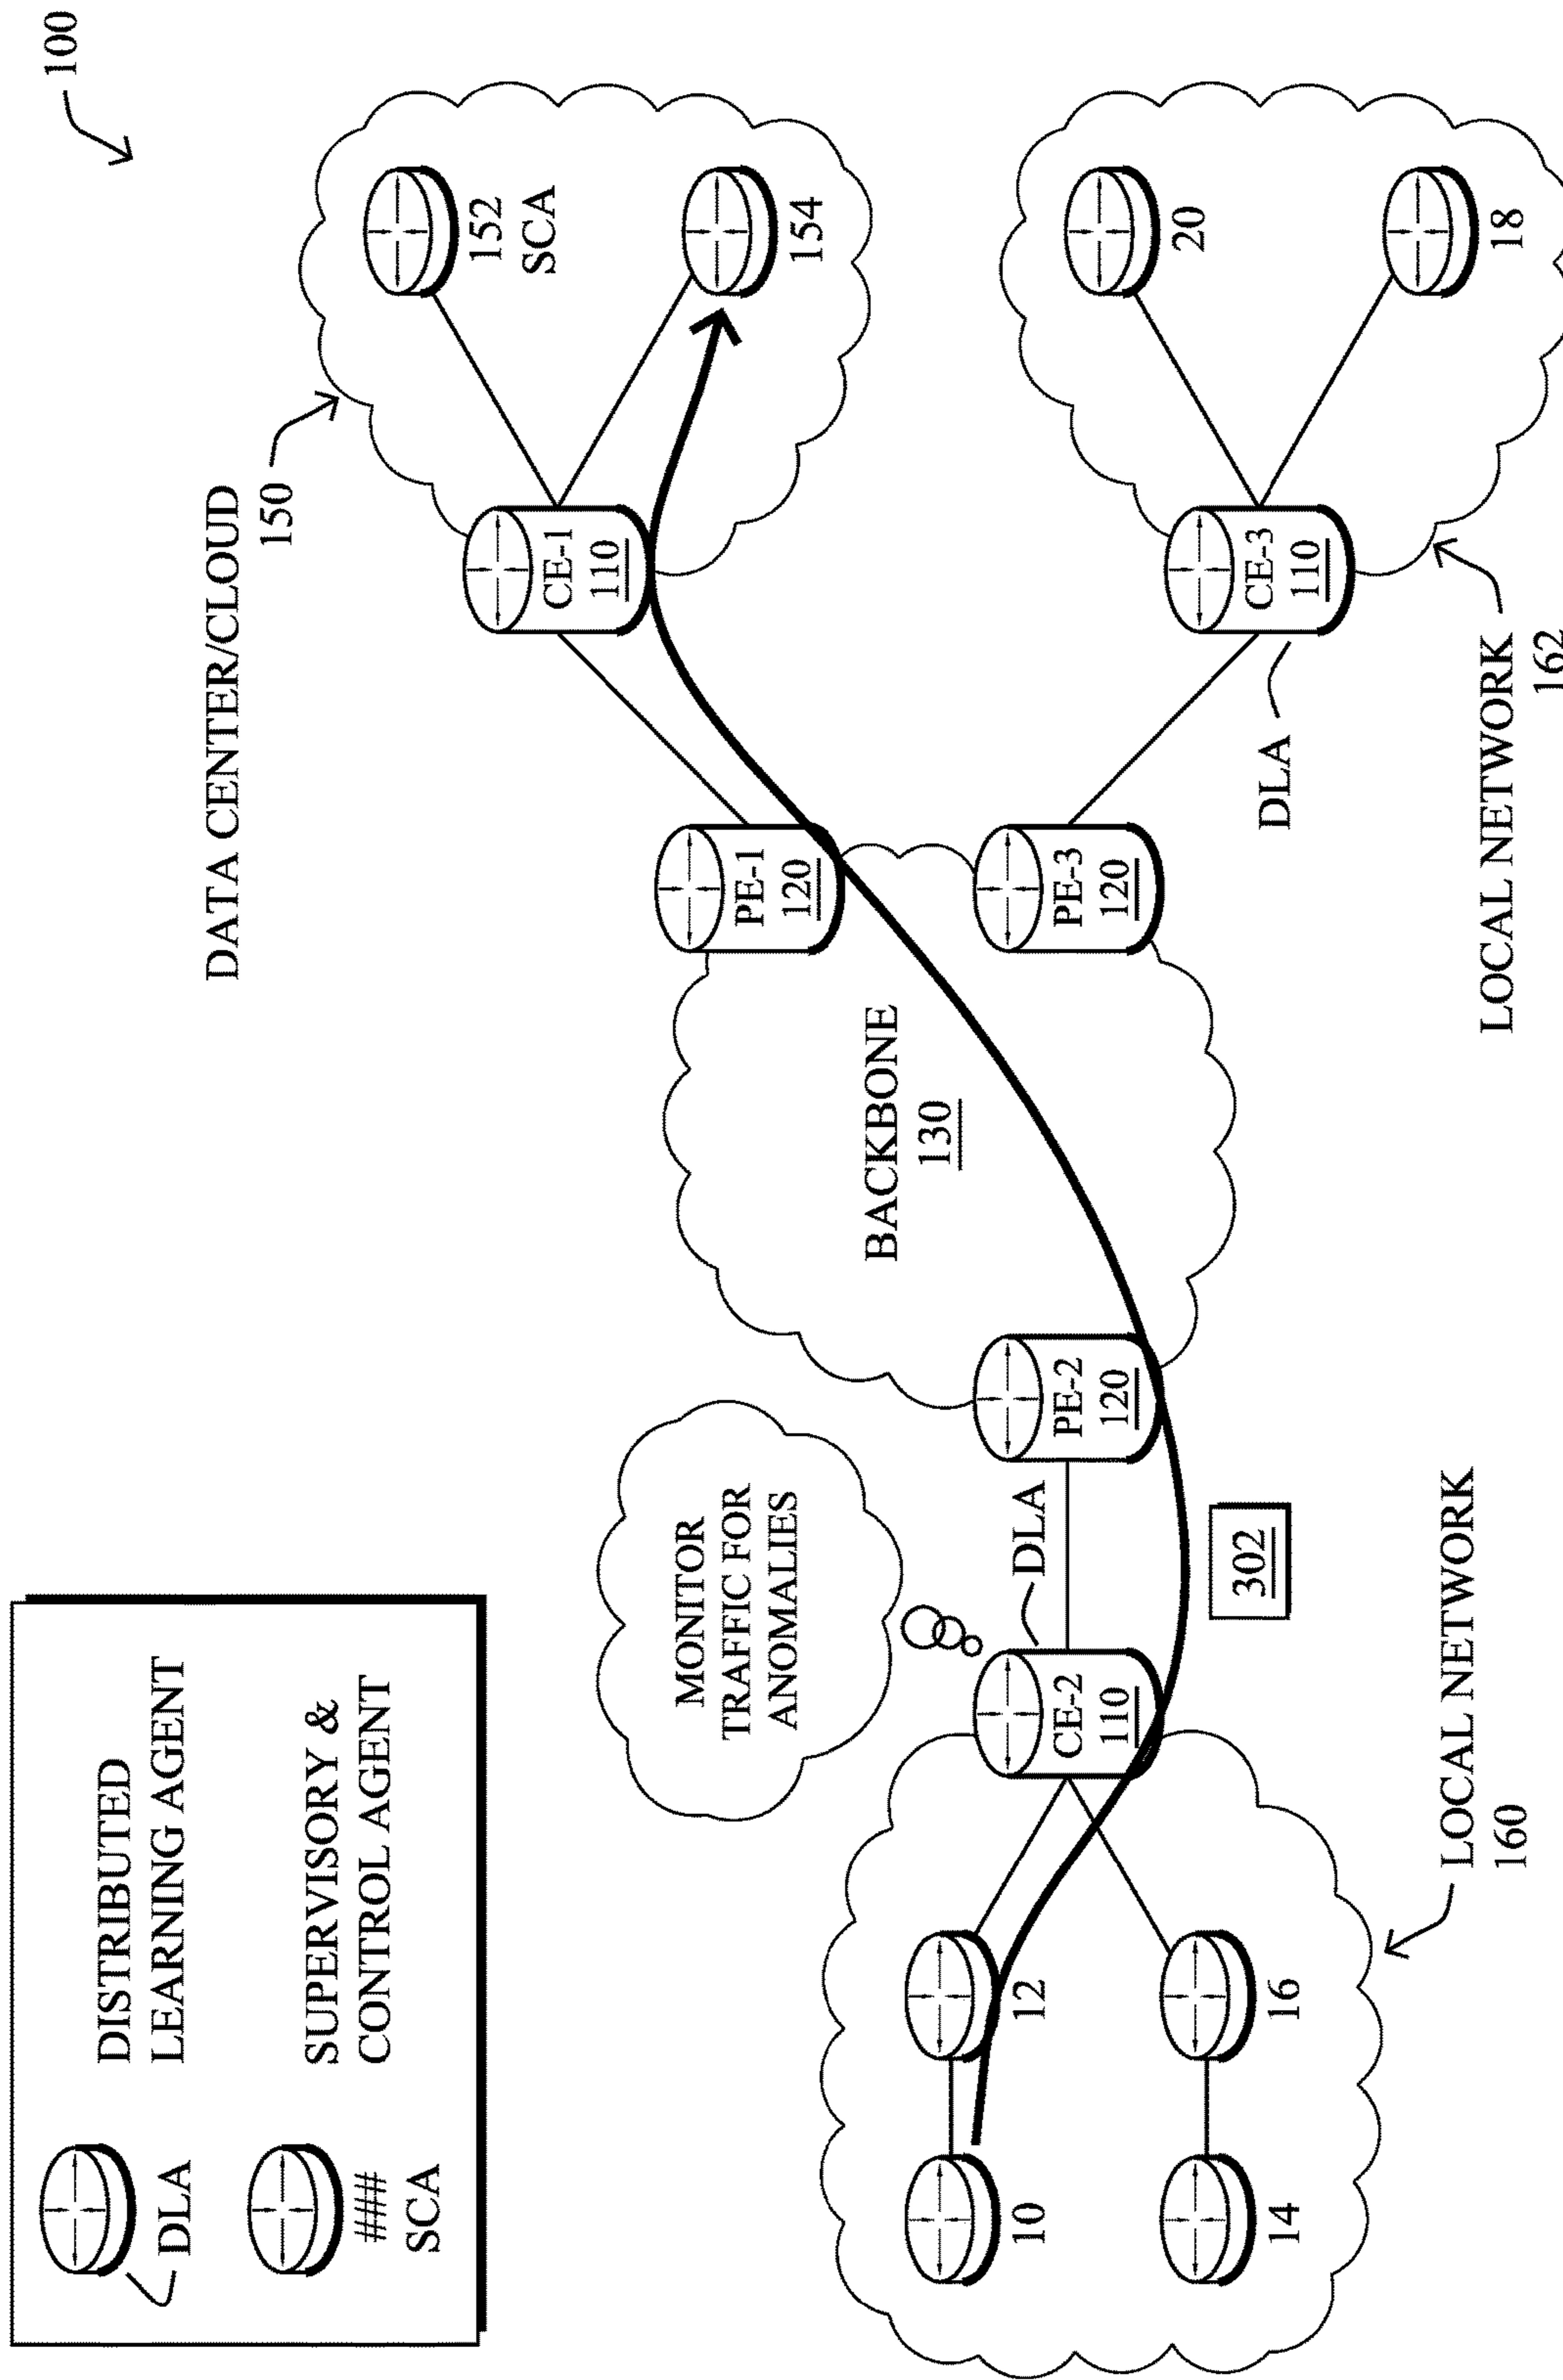 100
DISTRIBUTED
LEARNING AGENT
DLA
SUPERVISORY &
CONTROL AGENT
###
SCA
DATA CENTER/CLOUD
150
152
SCA
154
CE-1
110
PE-1
120
MONITOR
TRAFFIC FOR
ANOMALIES
BACKBONE
130
10
12
14
16
CE-2
110
DLA
PE-2
120
302
PE-3
120
DLA
CE-3
110
20
18
LOCAL NETWORK
160
LOCAL NETWORK
162